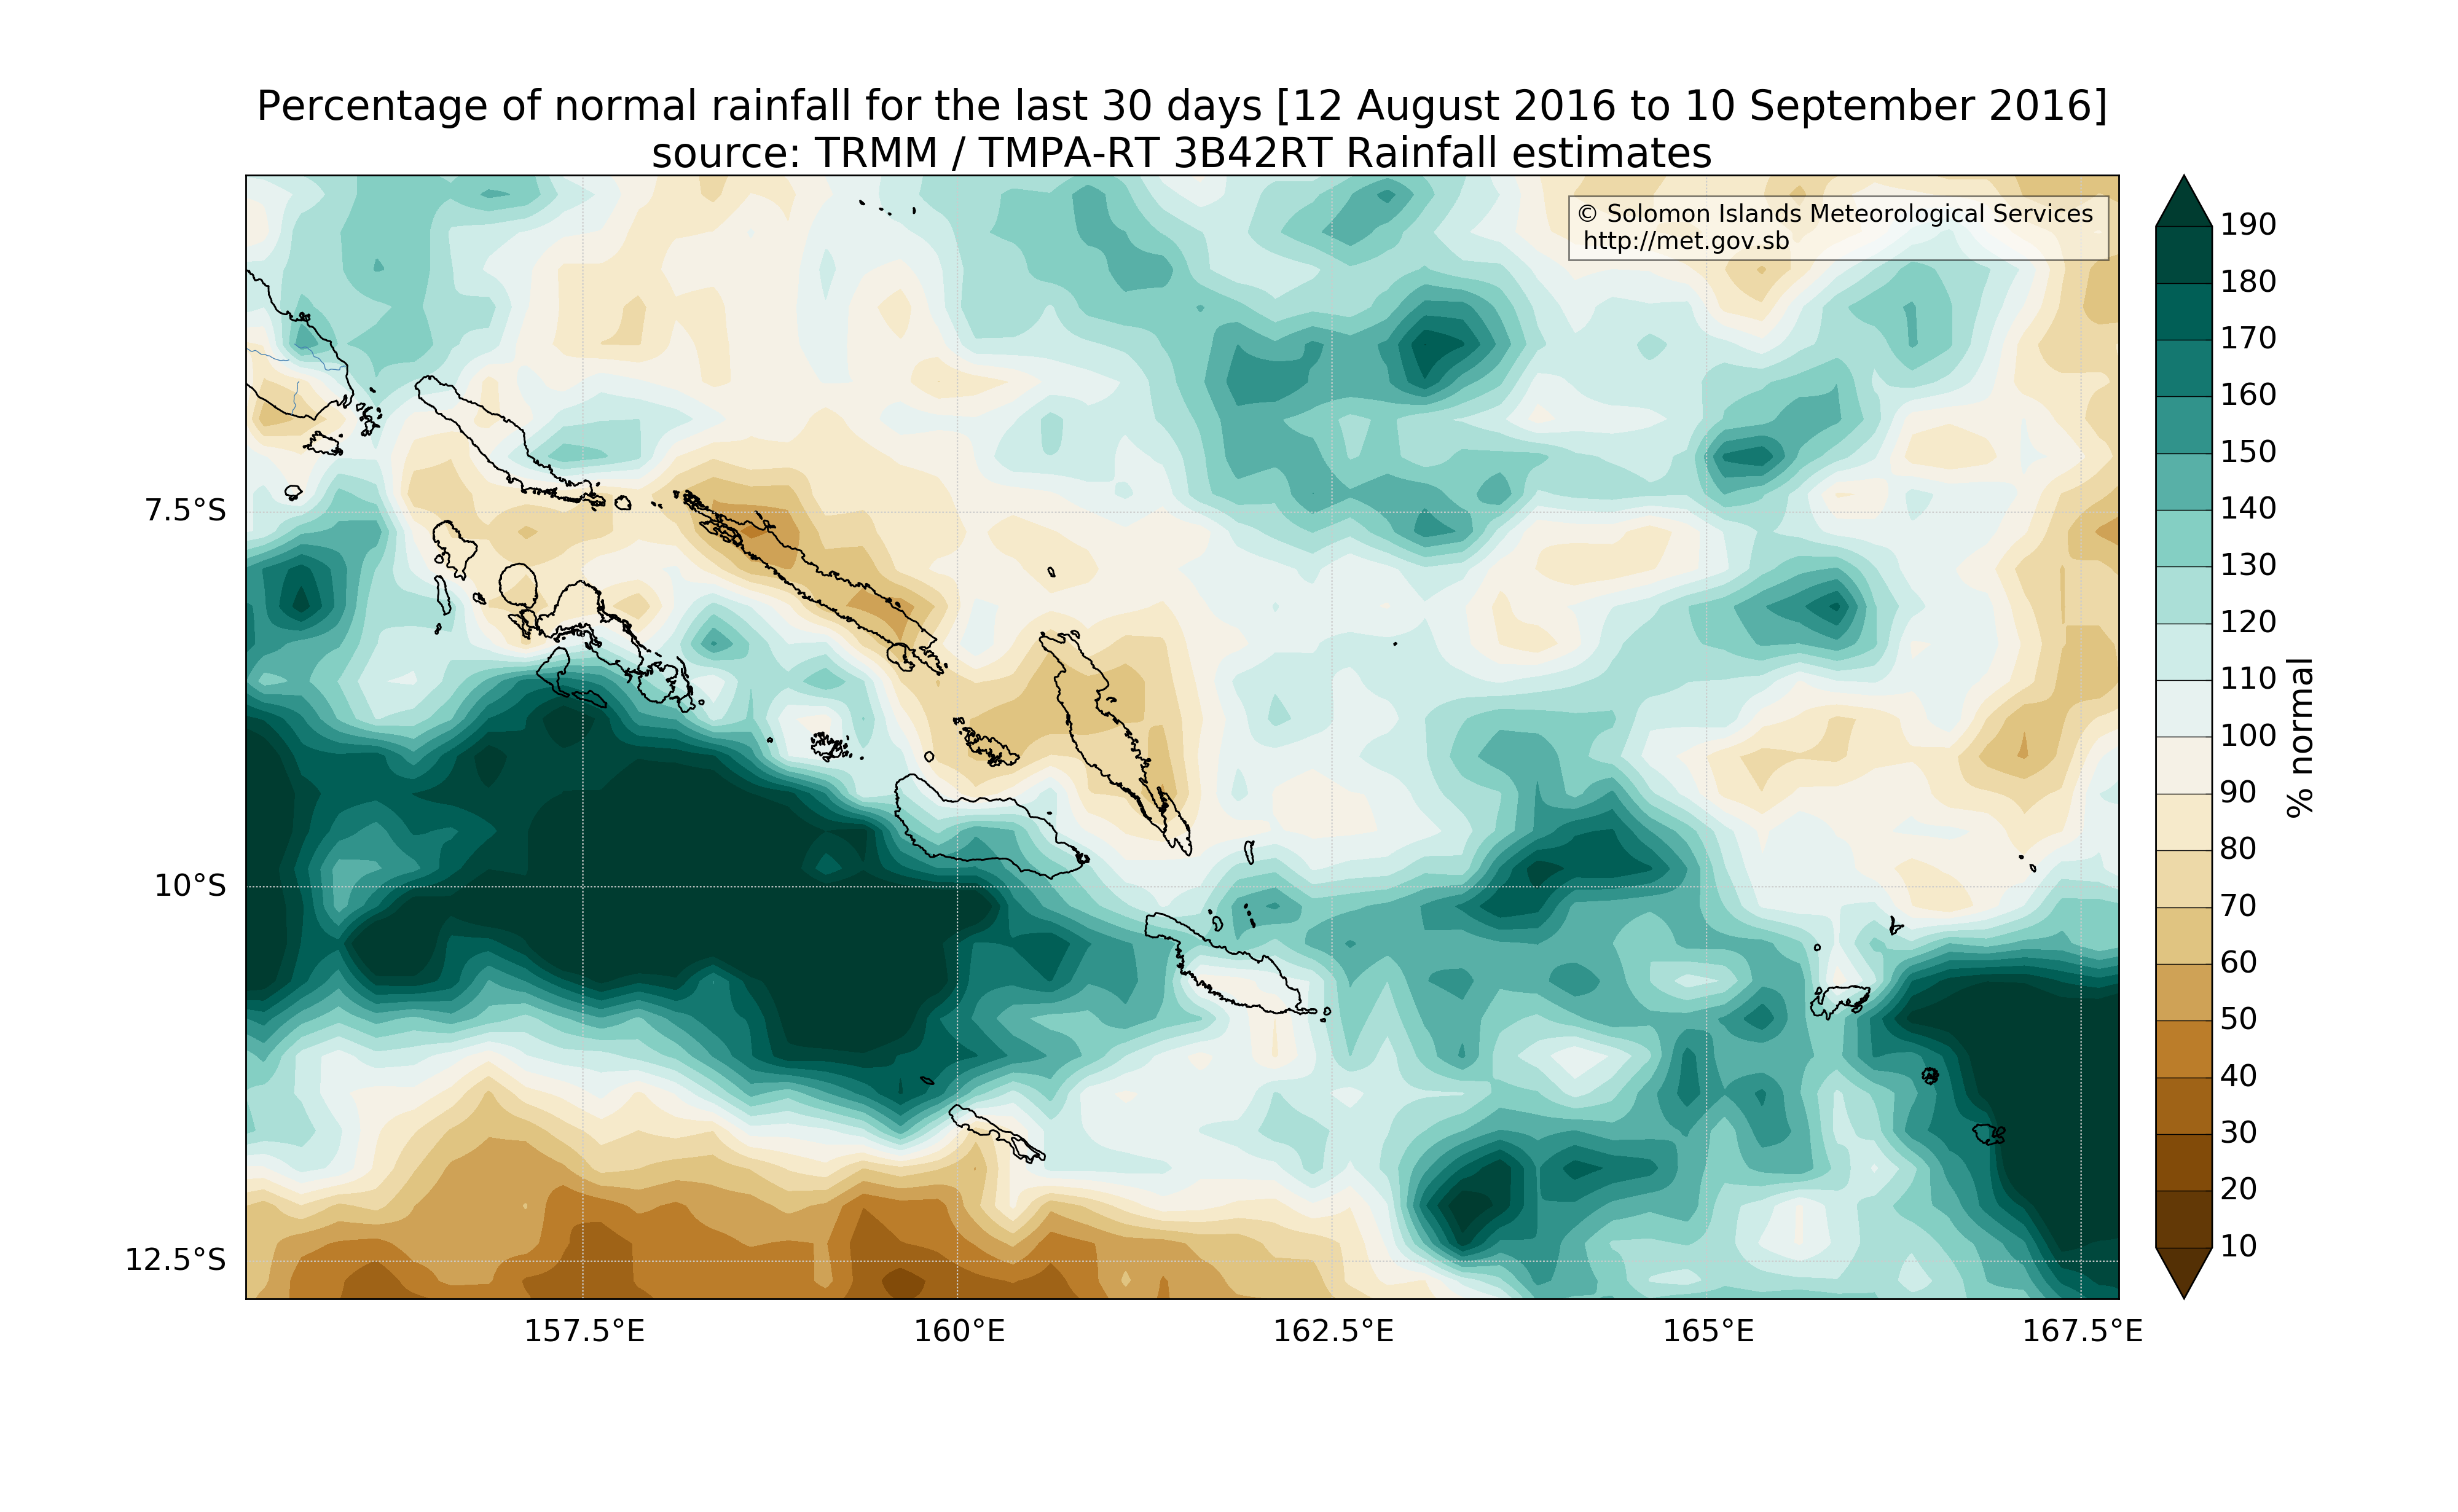 Percentage of normal rainfall for the last 30 days [12 August 2016 to 10 September 2016]
source: TRMM / TMPA-RT 3B42RT Rainfall estimates
© Solomon Islands Meteorological Services
http://met.gov.sb
7.5°S
10°S
12.5°S
157.5°E
160°E
162.5°E
165°E
167.5°E
190
180
170
160
150
140
130
120
110
100
90
80
70
60
50
40
30
20
10
% normal